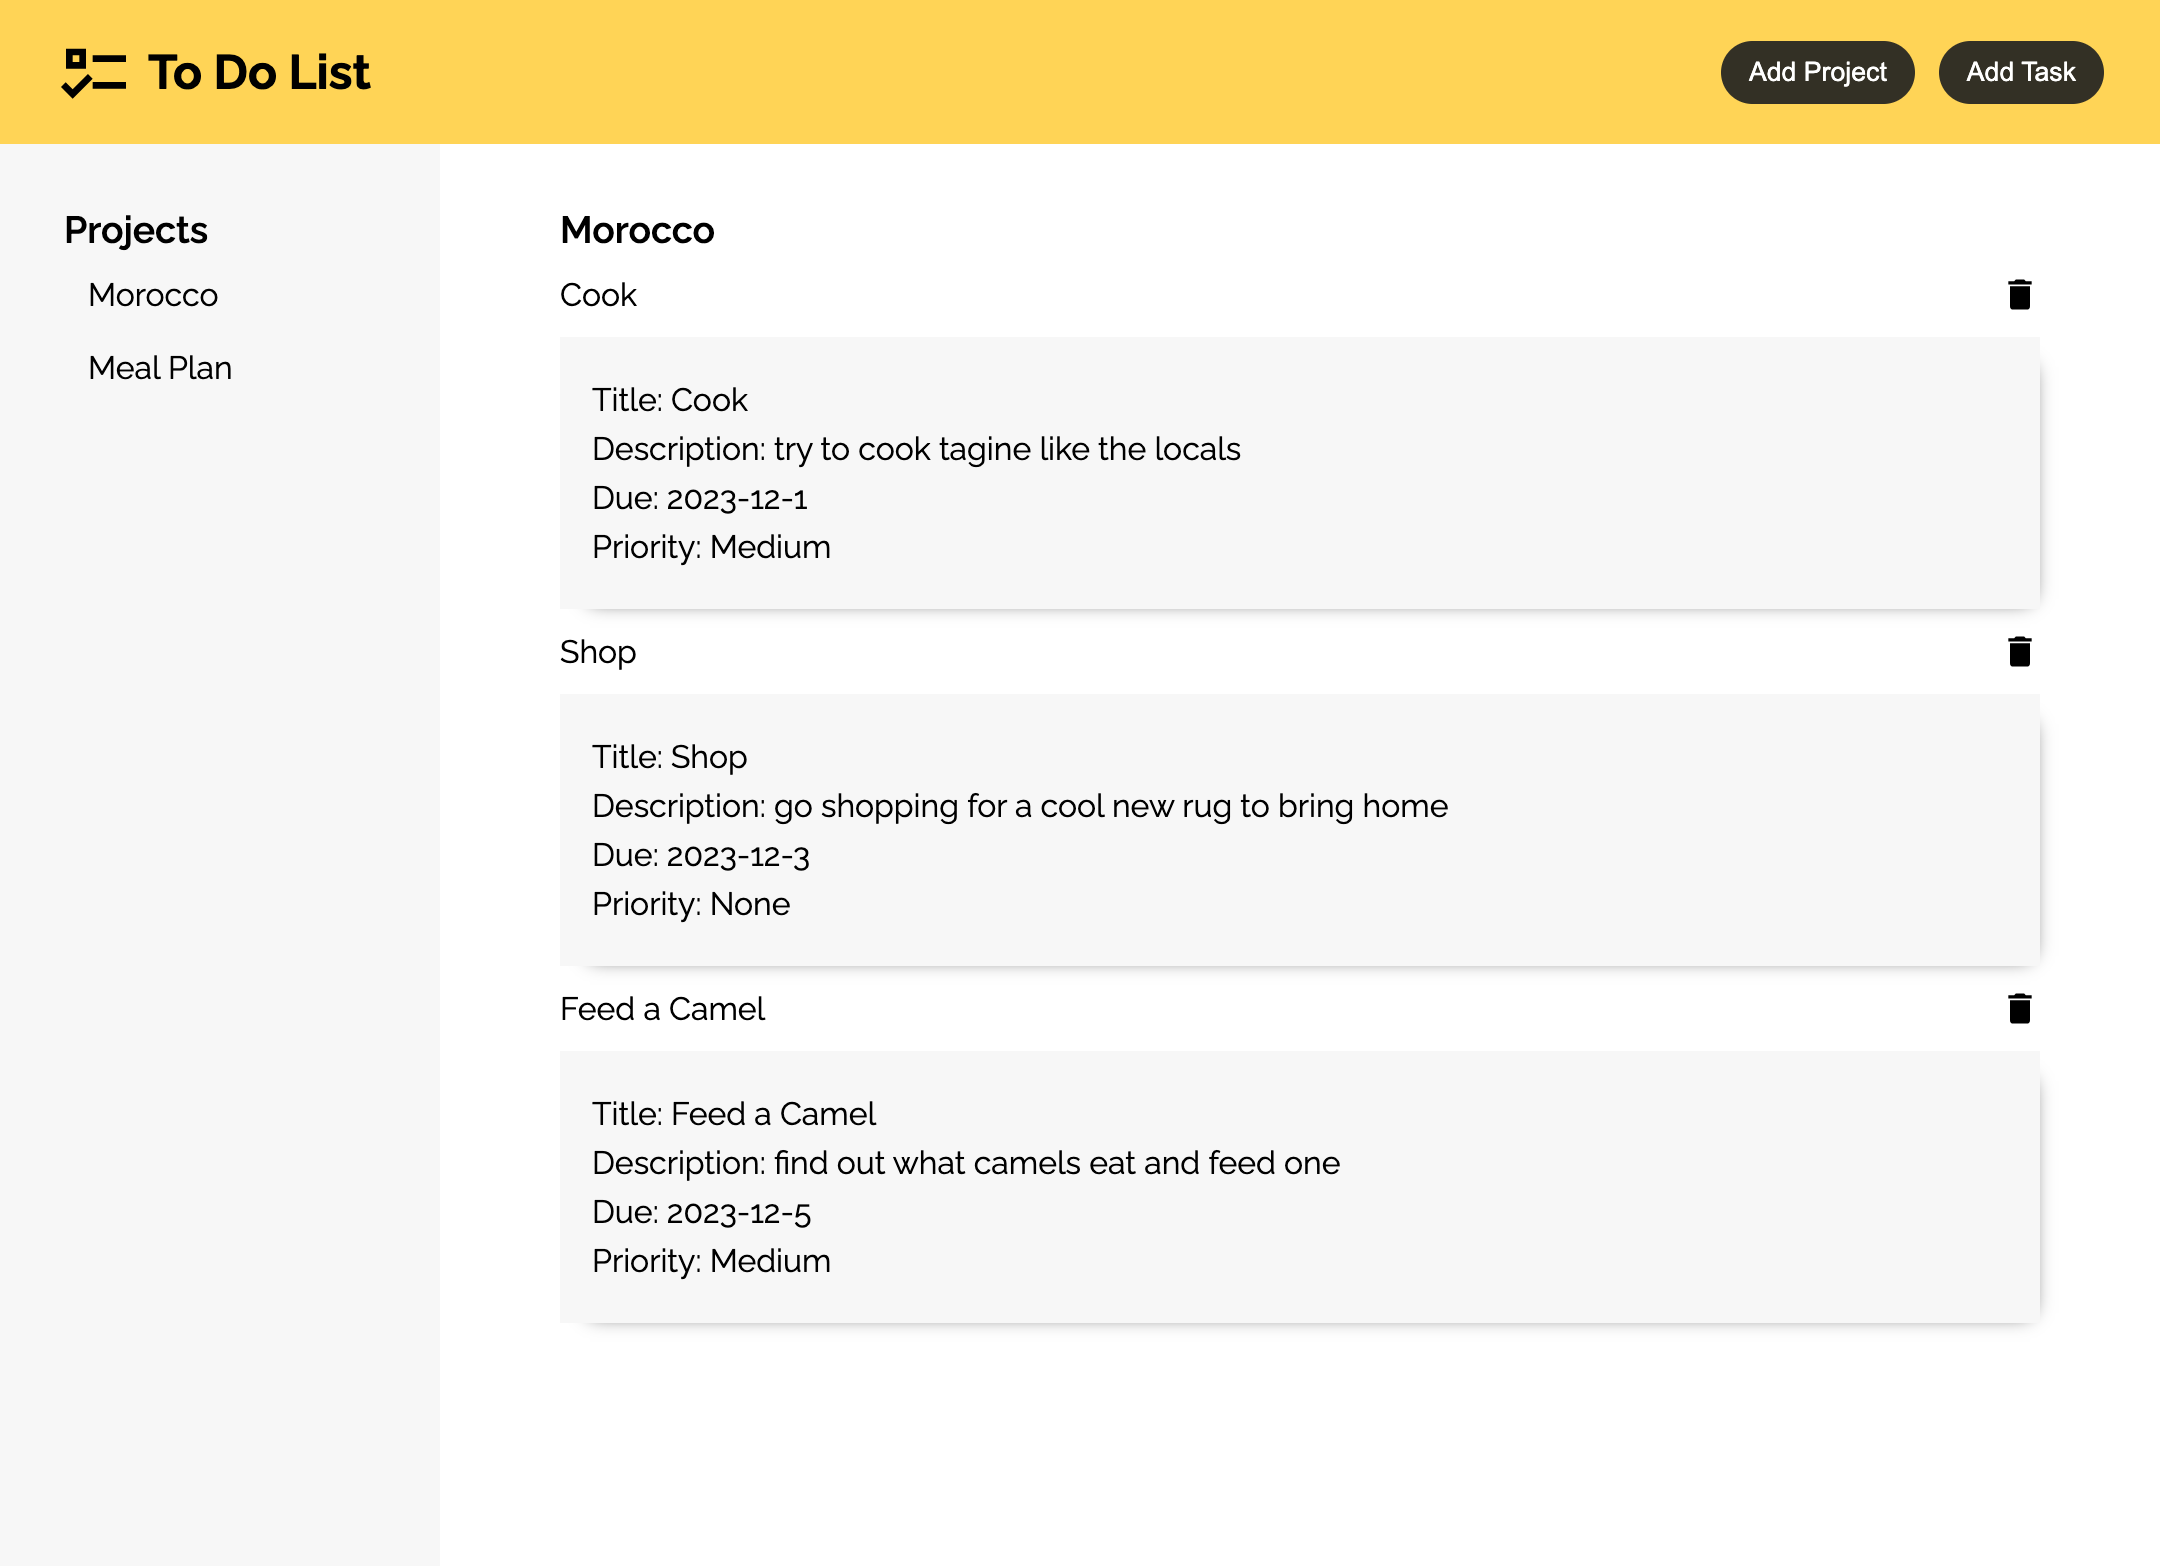 To Do List
Add Project
Add Task
Projects
Morocco
Meal Plan
Morocco
Cook
Title: Cook
Description: try to cook tagine like the locals
Due: 2023-12-1
Priority: Medium
Shop
Title: Shop
Description: go shopping for a cool new rug to bring home
Due: 2023-12-3
Priority: None
Feed a Camel
Title: Feed a Camel
Description: find out what camels eat and feed one
Due: 2023-12-5
Priority: Medium